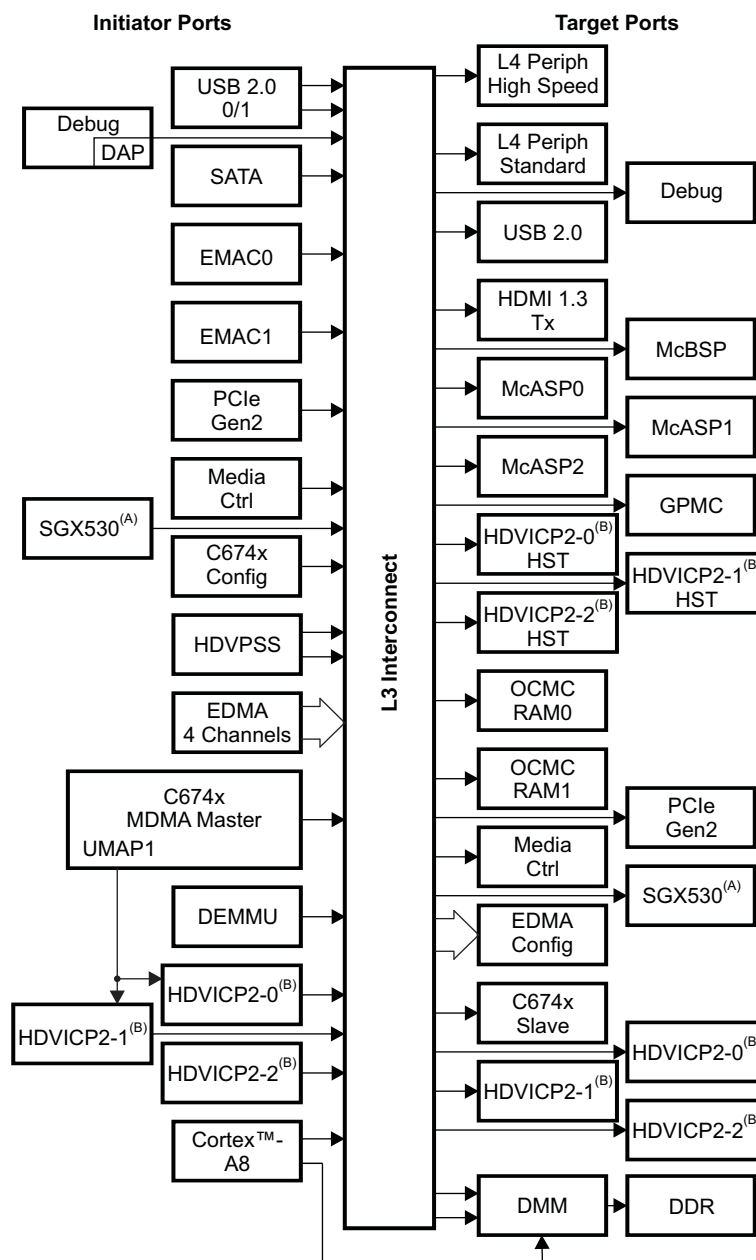 Initiator Ports
Target Ports
USB 2.0
0/1
Debug
DAP
SATA
EMAC0
EMAC1
PCIe
Gen2
Media
Ctrl
SGX530(A)
C674x
Config
HDVPSS
EDMA
4 Channels
C674x
MDMA Master
UMAP1
DEMMU
HDVICP2-0(B)
HDVICP2-1(B)
HDVICP2-2(B)
Cortex™-
A8
L3 Interconnect
L4 Periph
High Speed
L4 Periph
Standard
Debug
USB 2.0
HDMI 1.3
Tx
McBSP
McASP0
McASP1
McASP2
GPMC
HDVICP2-0(B)
HST
HDVICP2-1(B)
HST
HDVICP2-2(B)
HST
OCMC
RAM0
OCMC
RAM1
PCIe
Gen2
Media
Ctrl
SGX530(A)
EDMA
Config
C674x
Slave
HDVICP2-0(B)
HDVICP2-1(B)
HDVICP2-2(B)
DMM
DDR